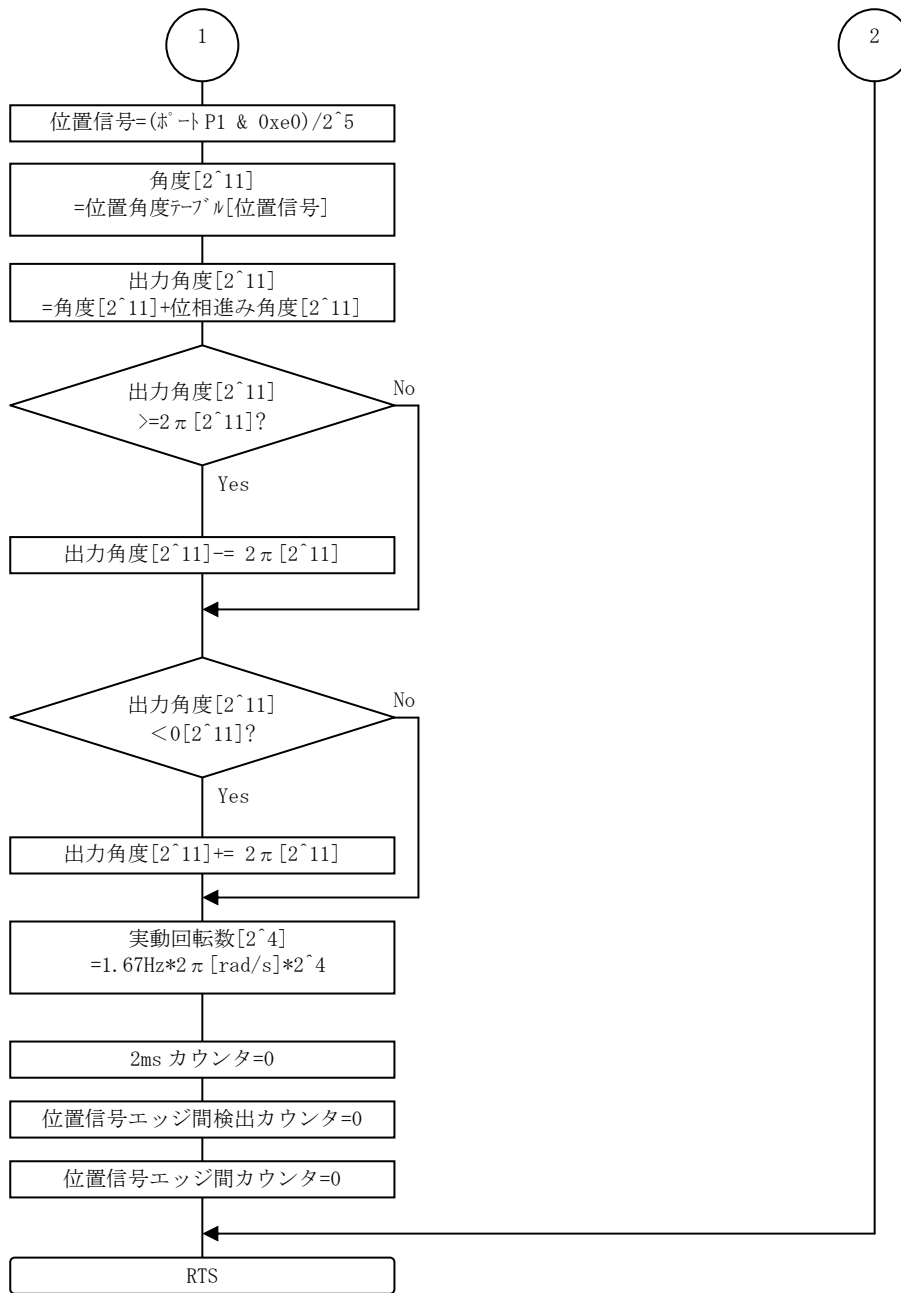 1
2
位置信号=(ﾎﾟｰﾄ P1 & 0xe0)/2^5
角度[2^11]
=位置角度ﾃｰﾌﾞﾙ[位置信号]
出力角度[2^11]
=角度[2^11]+位相進み角度[2^11]
出力角度[2^11]
>=2π[2^11]?
No
Yes
出力角度[2^11]-= 2π[2^11]
出力角度[2^11]
<0[2^11]?
No
Yes
出力角度[2^11]+= 2π[2^11]
実動回転数[2^4]
=1.67Hz*2π[rad/s]*2^4
2ms カウンタ=0
位置信号エッジ間検出カウンタ=0
位置信号エッジ間カウンタ=0
RTS